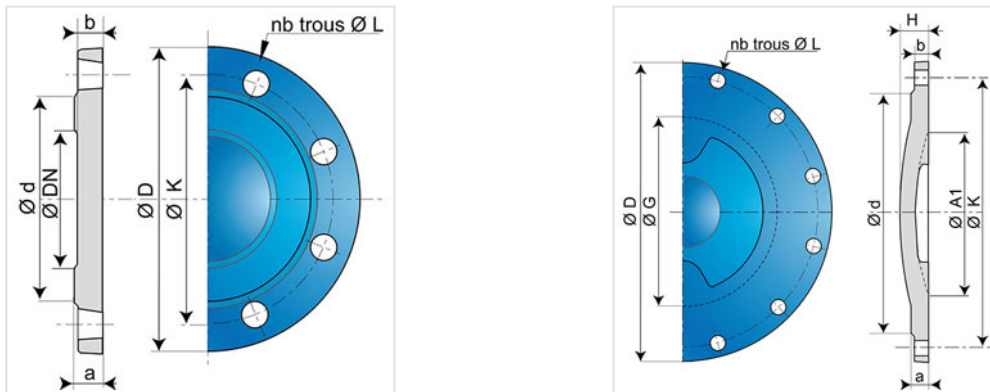 b
nb trous Ø L
Ø d
Ø DN
Ø D
Ø K
a
H
b
nb trous Ø L
Ø D
Ø G
Ø d
Ø A1
Ø K
a